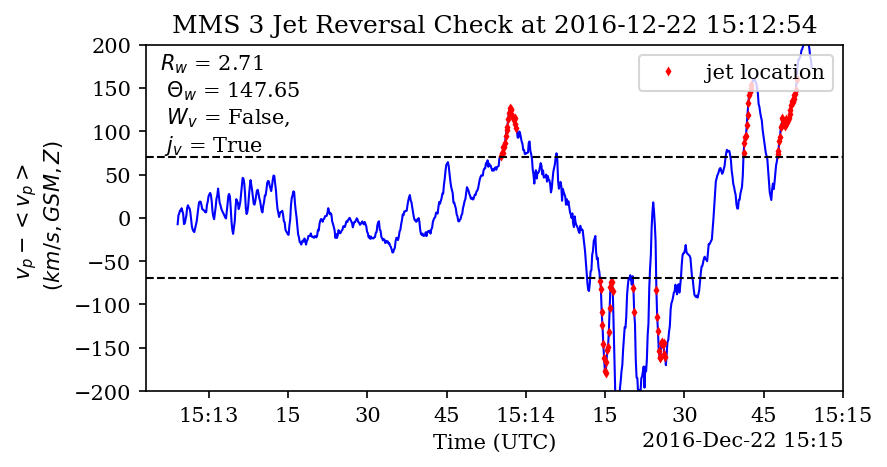 MMS 3 Jet Reversal Check at 2016-12-22 15:12:54
R_w = 2.71
Θ_w = 147.65
W_v = False,
j_v = True
jet location
v_p − < v_p >
(km/s, GSM, Z)
200
150
100
50
0
−50
−100
−150
−200
15:13 15 30 45 15:14 15 30 45 15:15
Time (UTC)
2016-Dec-22 15:15